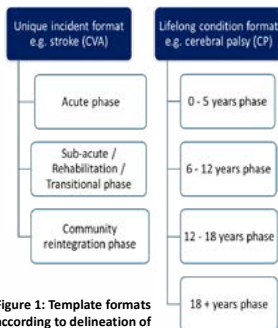 Unique incident format
e.g. stroke (CVA)
Acute phase
Sub-acute /
Rehabilitation /
Transitional phase
Community
reintegration phase
Lifelong condition format
e.g. cerebral palsy (CP)
0 - 5 years phase
6 - 12 years phase
12 - 18 years phase
18 + years phase
Figure 1: Template formats
according to delineation of